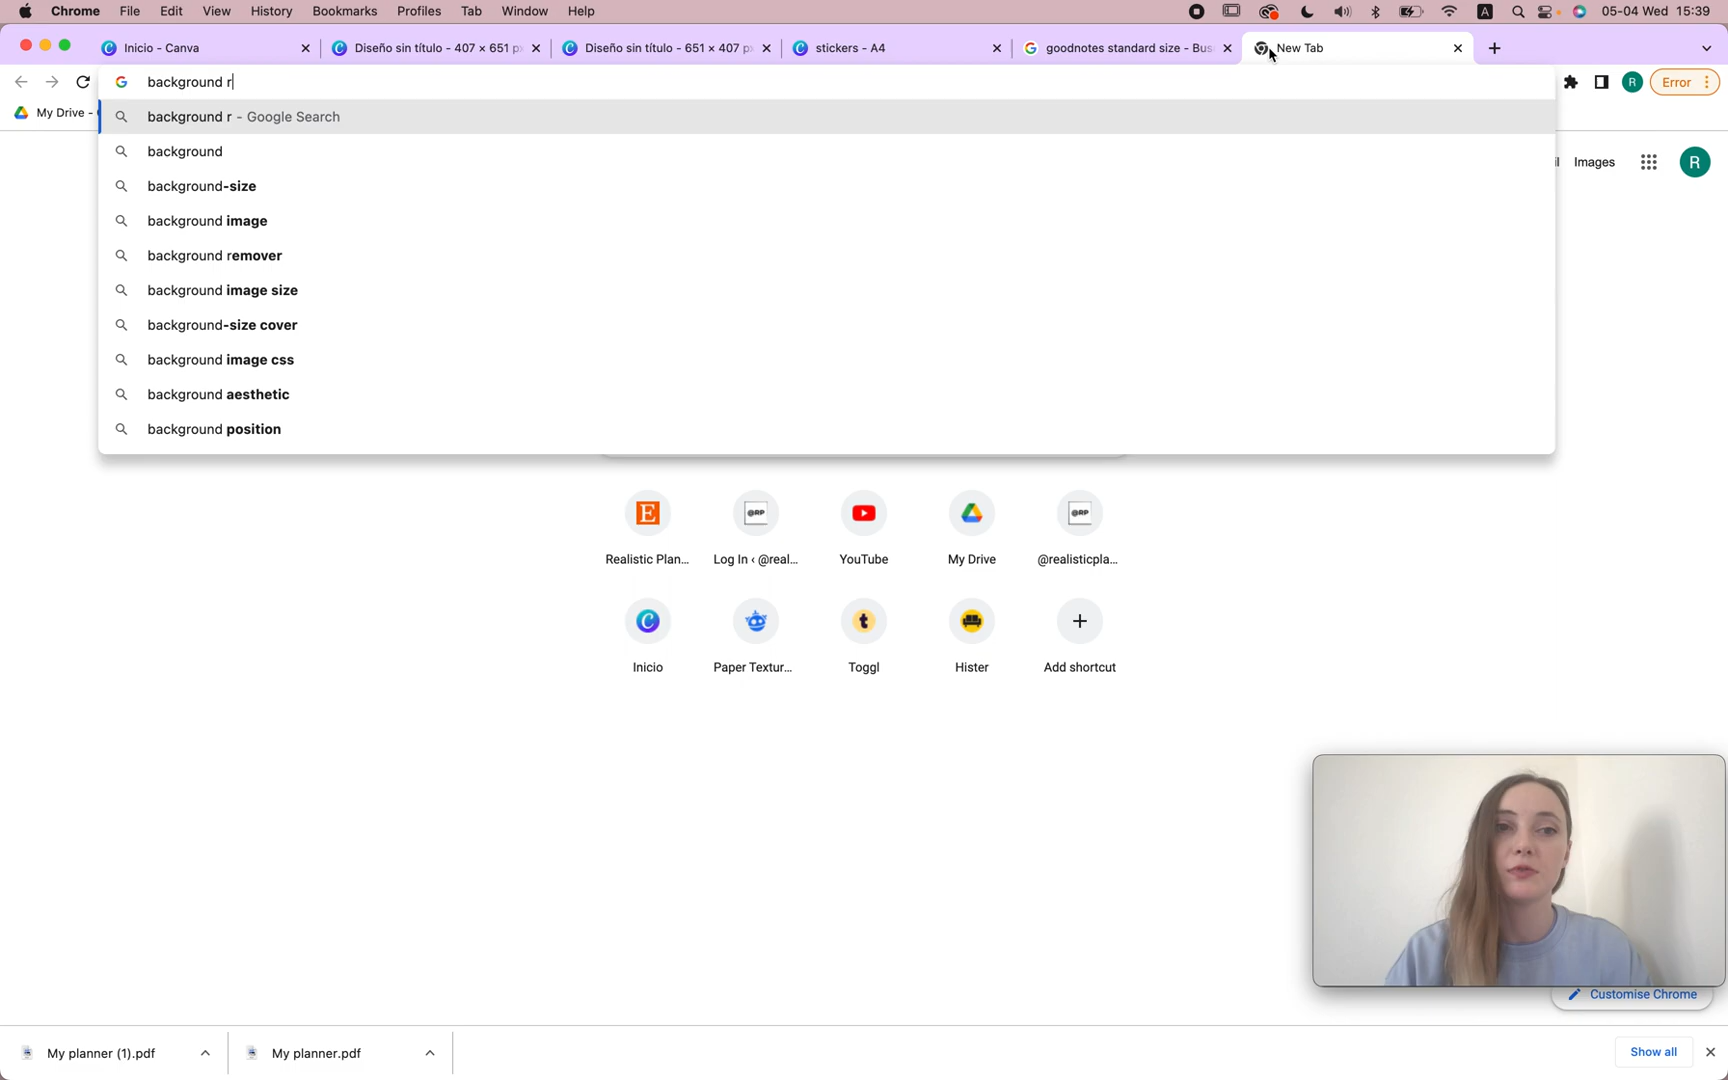 Chrome File Edit View History Bookmarks Profiles Tab Window Help
A 05-04 Wed 15:39
Inicio - Canva
Diseño sin título - 407 × 651 p
Diseño sin título - 651 × 407 p
stickers - A4
goodnotes standard size - Bus
New Tab
background r
R Error
My Drive -
background r - Google Search
background
background-size
background image
background remover
background image size
background-size cover
background image css
background aesthetic
background position
il Images R
E @RP @RP
Realistic Plan... Log In ‹ @real... YouTube My Drive @realisticpla...
C t
Inicio Paper Textur... Toggl Hister Add shortcut
Customise Chrome
My planner (1).pdf My planner.pdf Show all